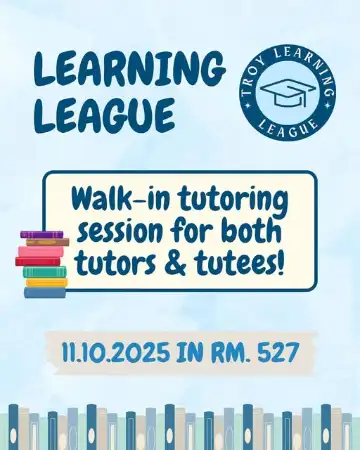 LEARNING
LEAGUE
TROY LEARNING
LEAGUE
Walk-in tutoring
session for both
tutors & tutees!
11.10.2025 IN RM. 527